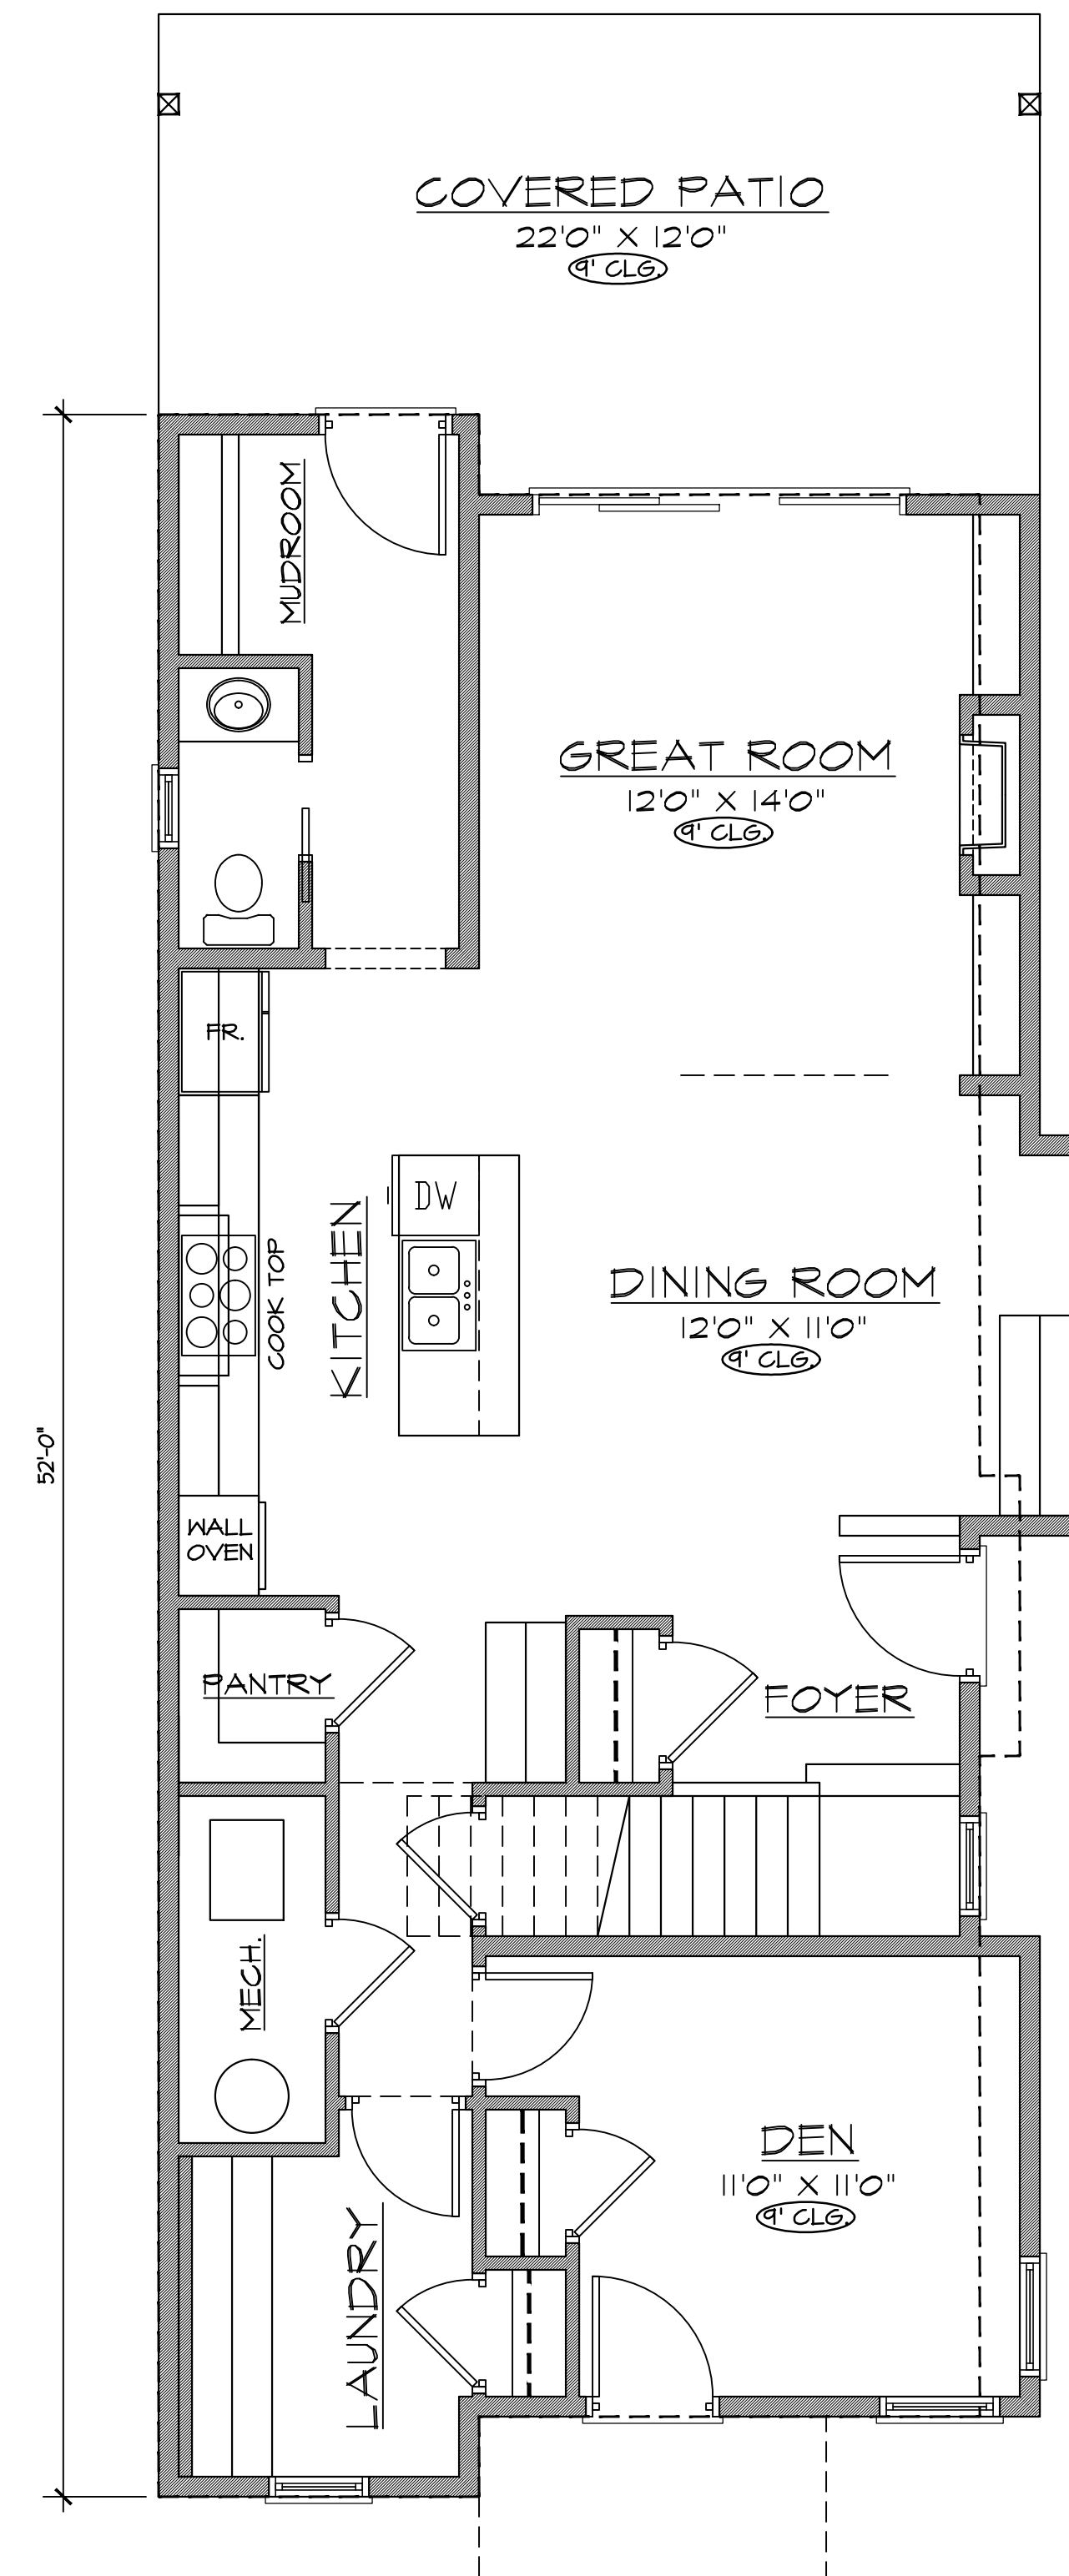 COVERED PATIO
22'0" X 12'0"
9' CLG.
MUDROOM
GREAT ROOM
12'0" X 14'0"
9' CLG.
FR.
DW
KITCHEN
COOK TOP
DINING ROOM
12'0" X 11'0"
9' CLG.
52'-0"
WALL
OVEN
PANTRY
FOYER
MECH.
DEN
11'0" X 11'0"
9' CLG.
LAUNDRY